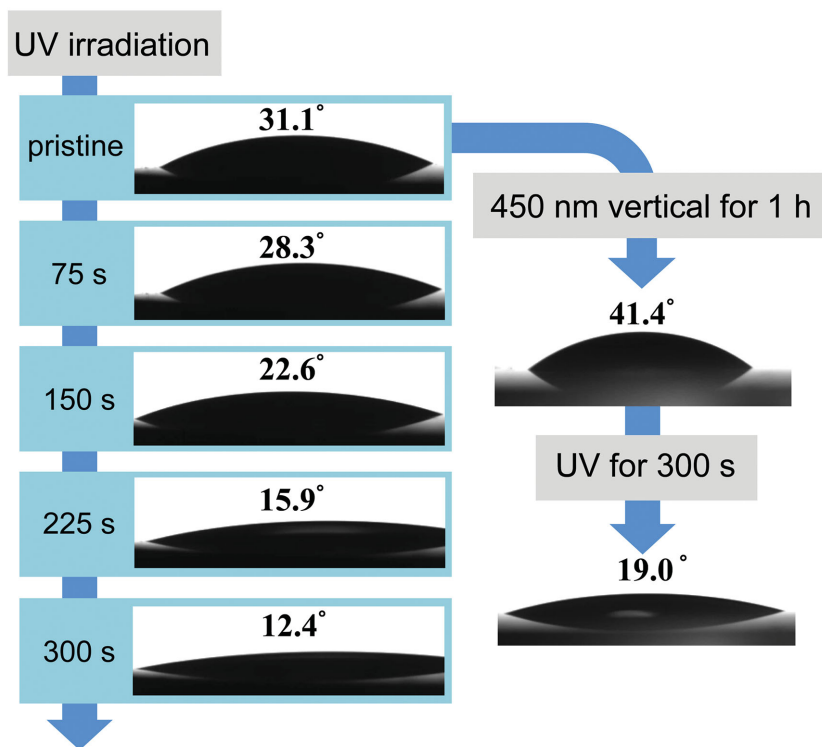 UV irradiation
pristine
31.1°
75 s
28.3°
150 s
22.6°
225 s
15.9°
300 s
12.4°
450 nm vertical for 1 h
41.4°
UV for 300 s
19.0°